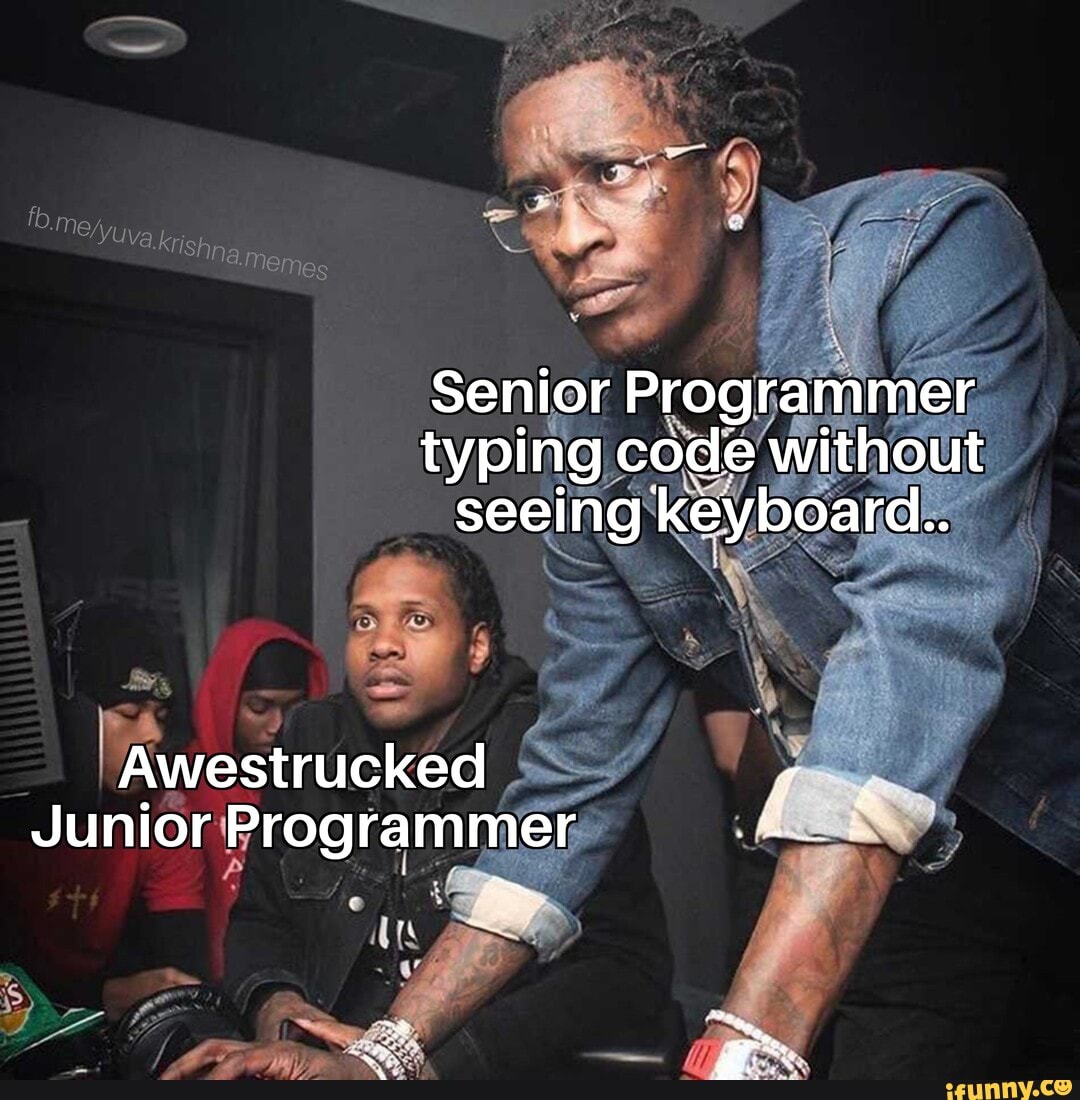 fb.me/yuva.krishna.memes
Senior Programmer
typing code without
seeing keyboard..
Awestrucked
Junior Programmer
ifunny.co